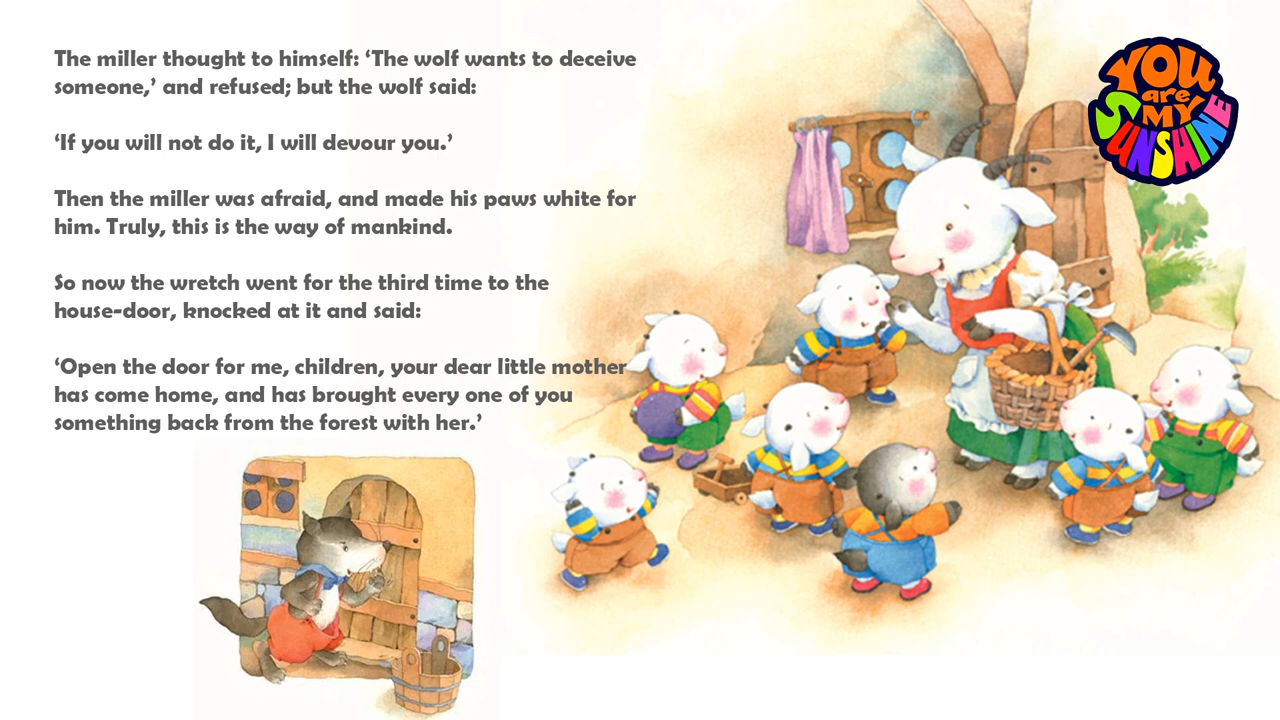 The miller thought to himself: ‘The wolf wants to deceive
someone,’ and refused; but the wolf said:
‘If you will not do it, I will devour you.’
Then the miller was afraid, and made his paws white for
him. Truly, this is the way of mankind.
So now the wretch went for the third time to the
house-door, knocked at it and said:
‘Open the door for me, children, your dear little mother
has come home, and has brought every one of you
something back from the forest with her.’
YOU
are
MY
SUNSHINE